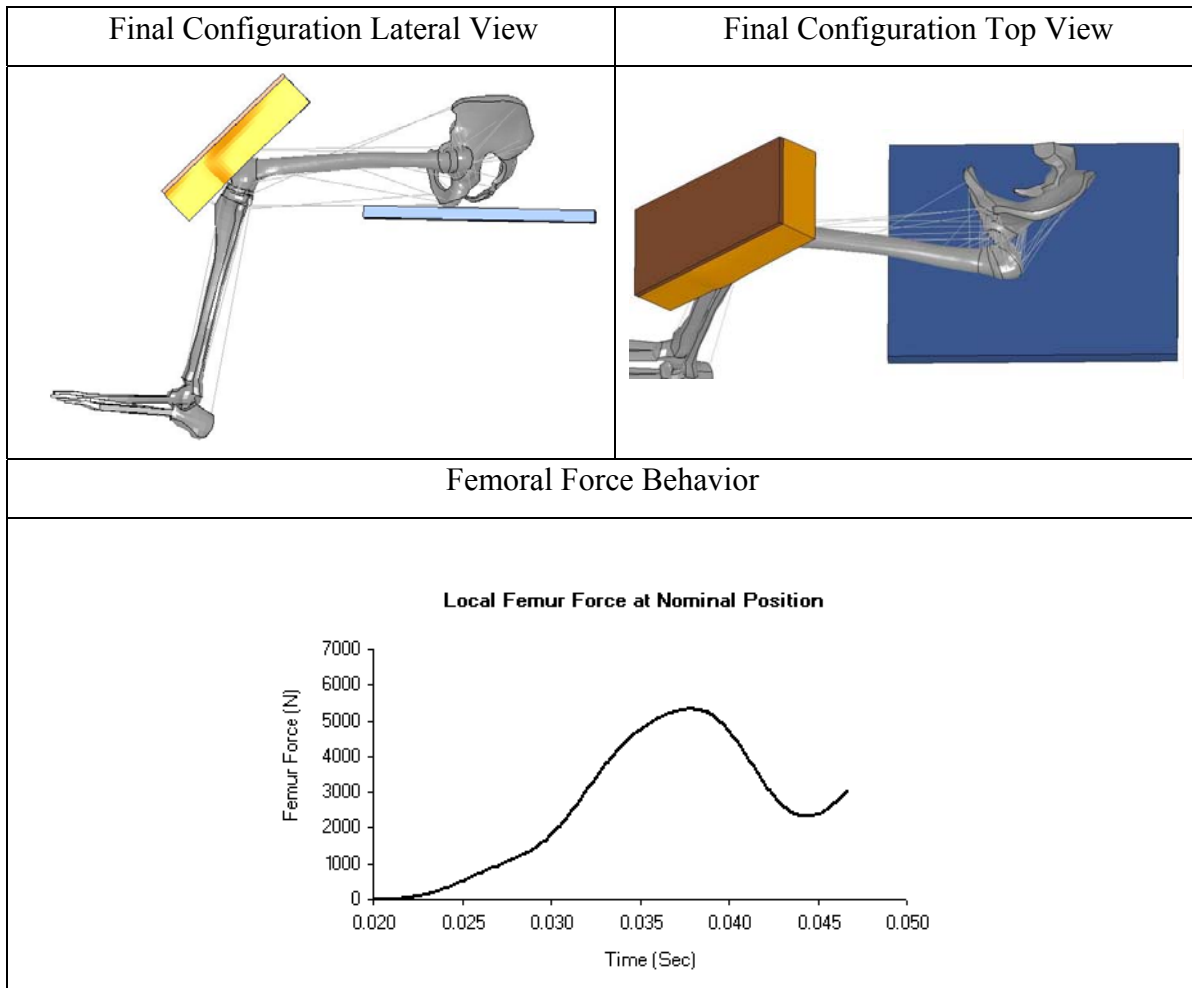 Final Configuration Lateral View
Final Configuration Top View
Femoral Force Behavior
Local Femur Force at Nominal Position
Femur Force (N)
7000
6000
5000
4000
3000
2000
1000
0
0.020 0.025 0.030 0.035 0.040 0.045 0.050
Time (Sec)